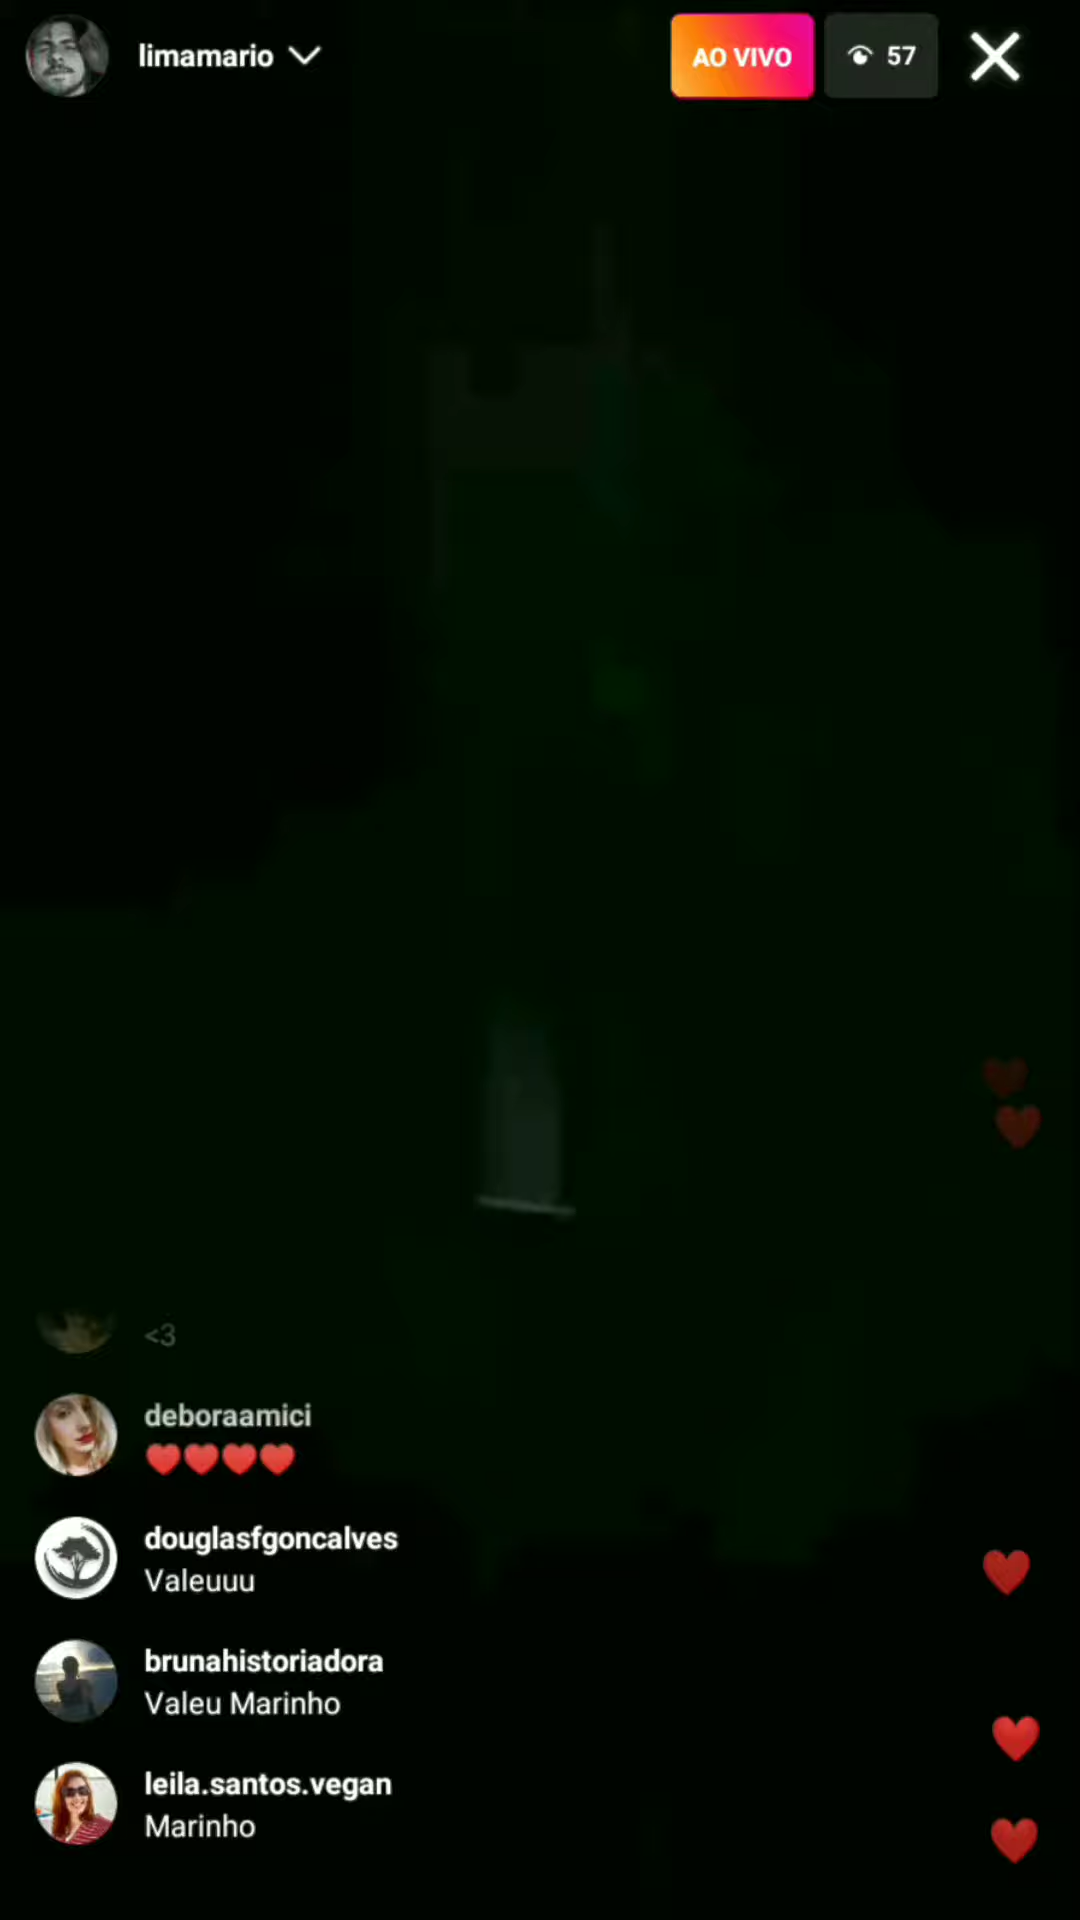 limamario
AO VIVO
57
<3
deboraamici
❤️❤️❤️❤️
douglasfgoncalves
Valeuuu
brunahistoriadora
Valeu Marinho
leila.santos.vegan
Marinho